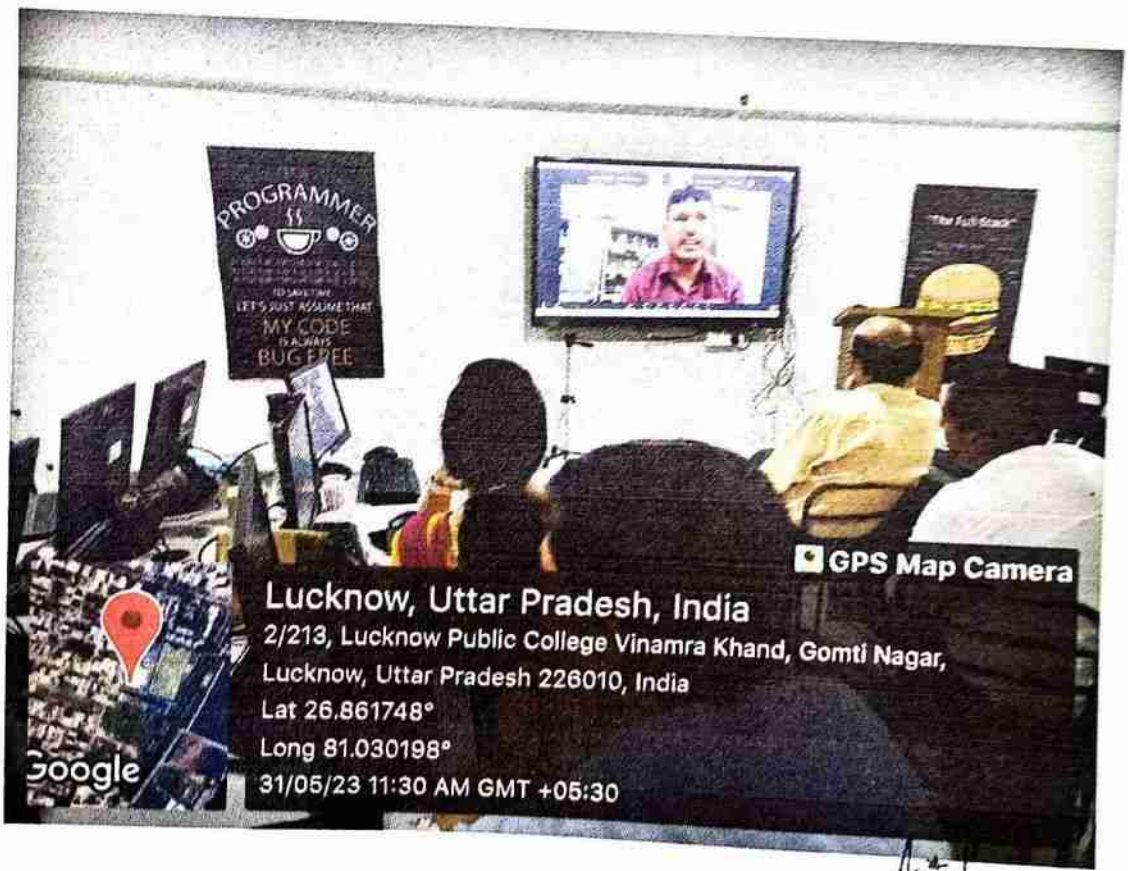 PROGRAMMER
TO SAVE TIME
LET'S JUST ASSUME THAT
MY CODE
IS ALWAYS
BUG FREE
"The Full-Stack"
GPS Map Camera
Lucknow, Uttar Pradesh, India
2/213, Lucknow Public College Vinamra Khand, Gomti Nagar,
Lucknow, Uttar Pradesh 226010, India
Lat 26.861748°
Long 81.030198°
31/05/23 11:30 AM GMT +05:30
Google